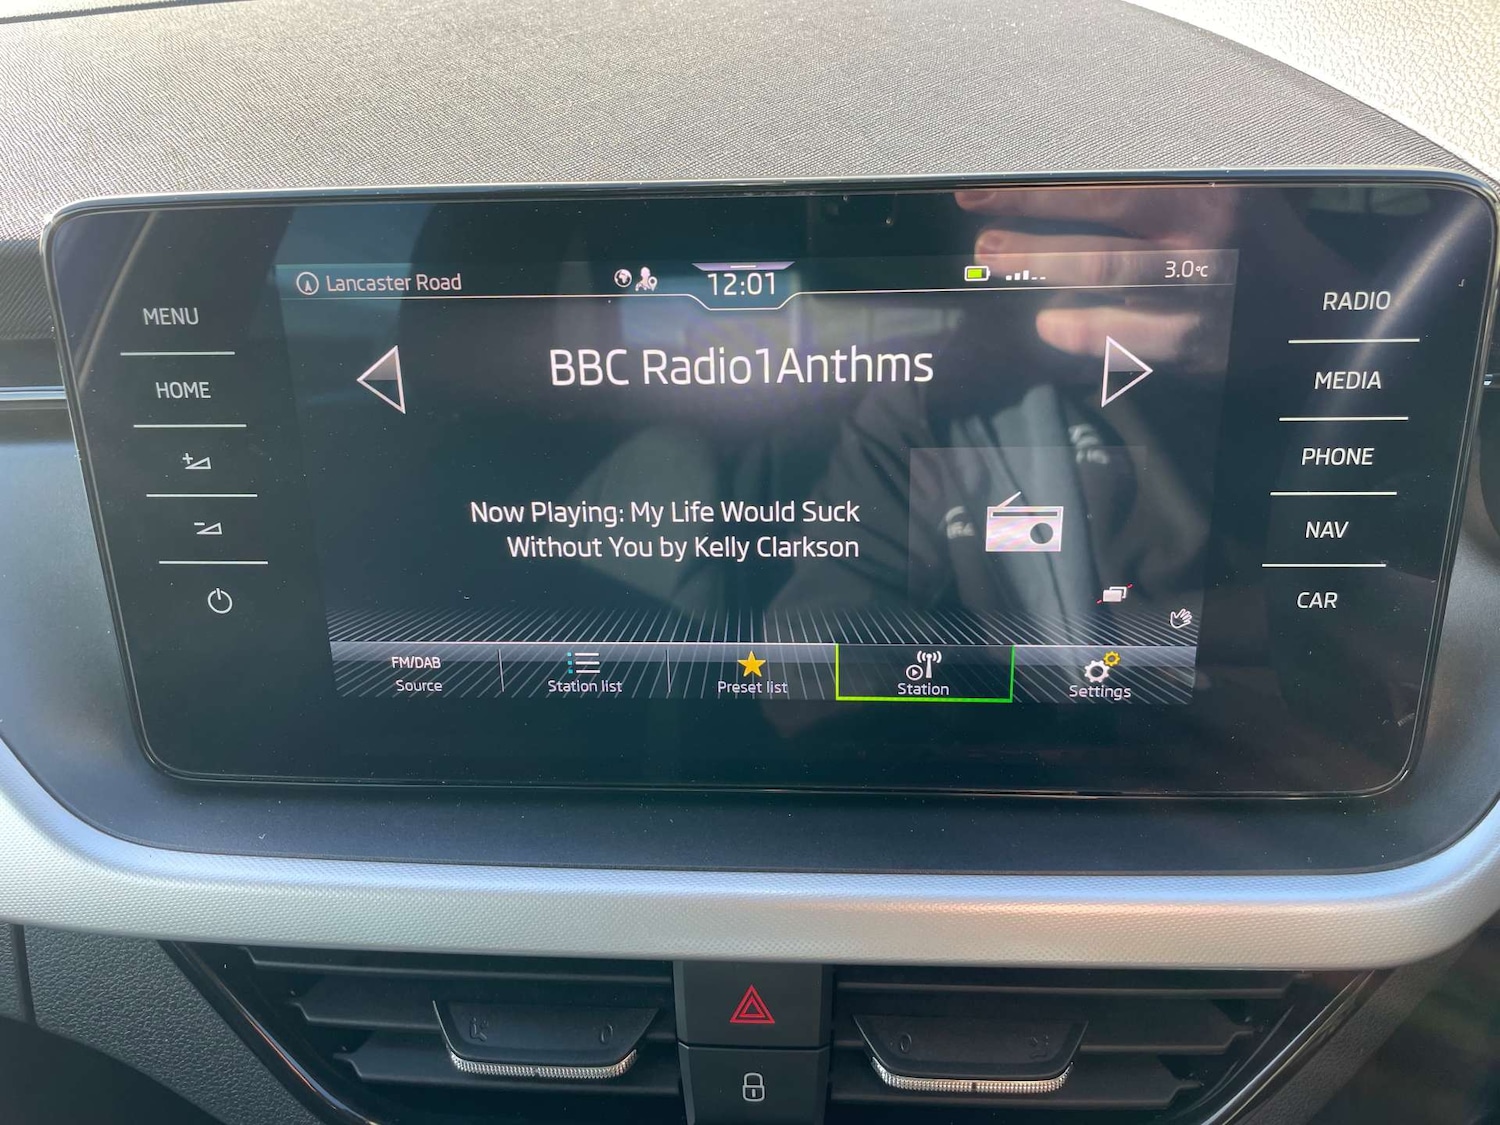 Lancaster Road
12:01
3.0°C
MENU
HOME
RADIO
MEDIA
PHONE
NAV
CAR
BBC Radio1Anthms
Now Playing: My Life Would Suck
Without You by Kelly Clarkson
FM/DAB
Source
Station list
Preset list
Station
Settings